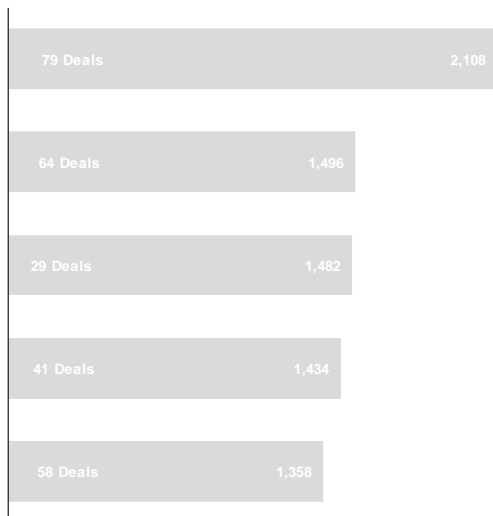 79 Deals 2,108
64 Deals 1,496
29 Deals 1,482
41 Deals 1,434
58 Deals 1,358